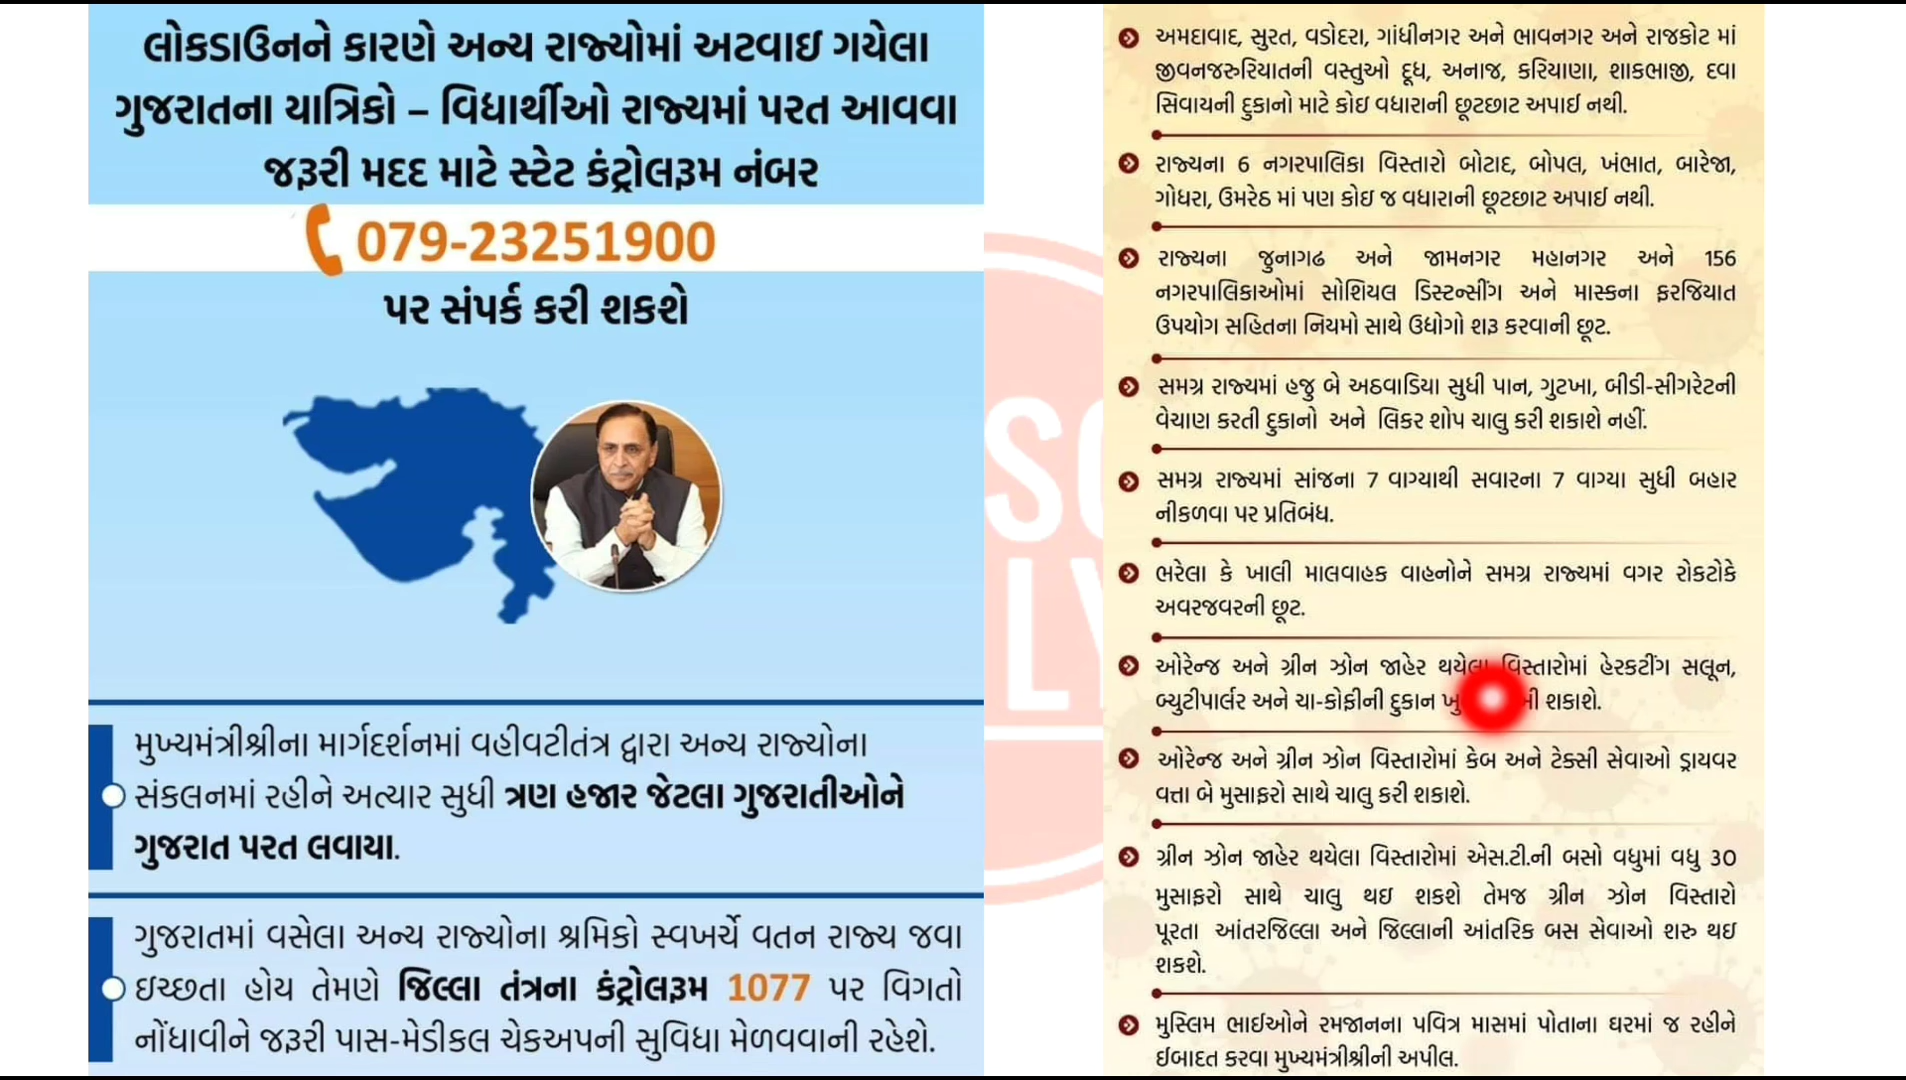 લોકડાઉનને કારણે અન્ય રાજ્યોમાં અટવાઇ ગયેલા
ગુજરાતના યાત્રિકો – વિદ્યાર્થીઓ રાજ્યમાં પરત આવવા
જરૂરી મદદ માટે સ્ટેટ કંટ્રોલરૂમ નંબર
079-23251900
પર સંપર્ક કરી શકશે
મુખ્યમંત્રીશ્રીના માર્ગદર્શનમાં વહીવટીતંત્ર દ્વારા અન્ય રાજ્યોના
સંકલનમાં રહીને અત્યાર સુધી ત્રણ હજાર જેટલા ગુજરાતીઓને
ગુજરાત પરત લવાયા.
ગુજરાતમાં વસેલા અન્ય રાજ્યોના શ્રમિકો સ્વખર્ચે વતન રાજ્ય જવા
ઇચ્છતા હોય તેમણે જિલ્લા તંત્રના કંટ્રોલરૂમ 1077 પર વિગતો
નોંધાવીને જરૂરી પાસ-મેડીકલ ચેકઅપની સુવિધા મેળવવાની રહેશે.
અમદાવાદ, સુરત, વડોદરા, ગાંધીનગર અને ભાવનગર અને રાજકોટ માં
જીવનજરુરિયાતની વસ્તુઓ દૂધ, અનાજ, કરિયાણા, શાકભાજી, દવા
સિવાયની દુકાનો માટે કોઇ વધારાની છૂટછાટ અપાઈ નથી.
રાજ્યના 6 નગરપાલિકા વિસ્તારો બોટાદ, બોપલ, ખંભાત, બારેજા,
ગોધરા, ઉમરેઠ માં પણ કોઇ જ વધારાની છૂટછાટ અપાઈ નથી.
રાજ્યના જુનાગઢ અને જામનગર મહાનગર અને 156
નગરપાલિકાઓમાં સોશિયલ ડિસ્ટન્સીંગ અને માસ્કના ફરજિયાત
ઉપયોગ સહિતના નિયમો સાથે ઉદ્યોગો શરૂ કરવાની છૂટ.
સમગ્ર રાજ્યમાં હજુ બે અઠવાડિયા સુધી પાન, ગુટખા, બીડી-સીગરેટની
વેચાણ કરતી દુકાનો અને લિકર શોપ ચાલુ કરી શકાશે નહીં.
સમગ્ર રાજ્યમાં સાંજના 7 વાગ્યાથી સવારના 7 વાગ્યા સુધી બહાર
નીકળવા પર પ્રતિબંધ.
ભરેલા કે ખાલી માલવાહક વાહનોને સમગ્ર રાજ્યમાં વગર રોકટોકે
અવરજવરની છૂટ.
ઓરેન્જ અને ગ્રીન ઝોન જાહેર થયેલા વિસ્તારોમાં હેરકટીંગ સલૂન,
બ્યુટીપાર્લર અને ચા-કોફીની દુકાન શકાશે.
ઓરેન્જ અને ગ્રીન ઝોન વિસ્તારોમાં કેબ અને ટેક્સી સેવાઓ ડ્રાયવર
વત્તા બે મુસાફરો સાથે ચાલુ કરી શકાશે.
ગ્રીન ઝોન જાહેર થયેલા વિસ્તારોમાં એસ.ટી.ની બસો વધુમાં વધુ 30
મુસાફરો સાથે ચાલુ થઇ શકશે તેમજ ગ્રીન ઝોન વિસ્તારો
પૂરતા આંતરજિલ્લા અને જિલ્લાની આંતરિક બસ સેવાઓ શરુ થઇ
શકશે.
મુસ્લિમ ભાઈઓને રમજાનના પવિત્ર માસમાં પોતાના ઘરમાં જ રહીને
ઈબાદત કરવા મુખ્યમંત્રીશ્રીની અપીલ.